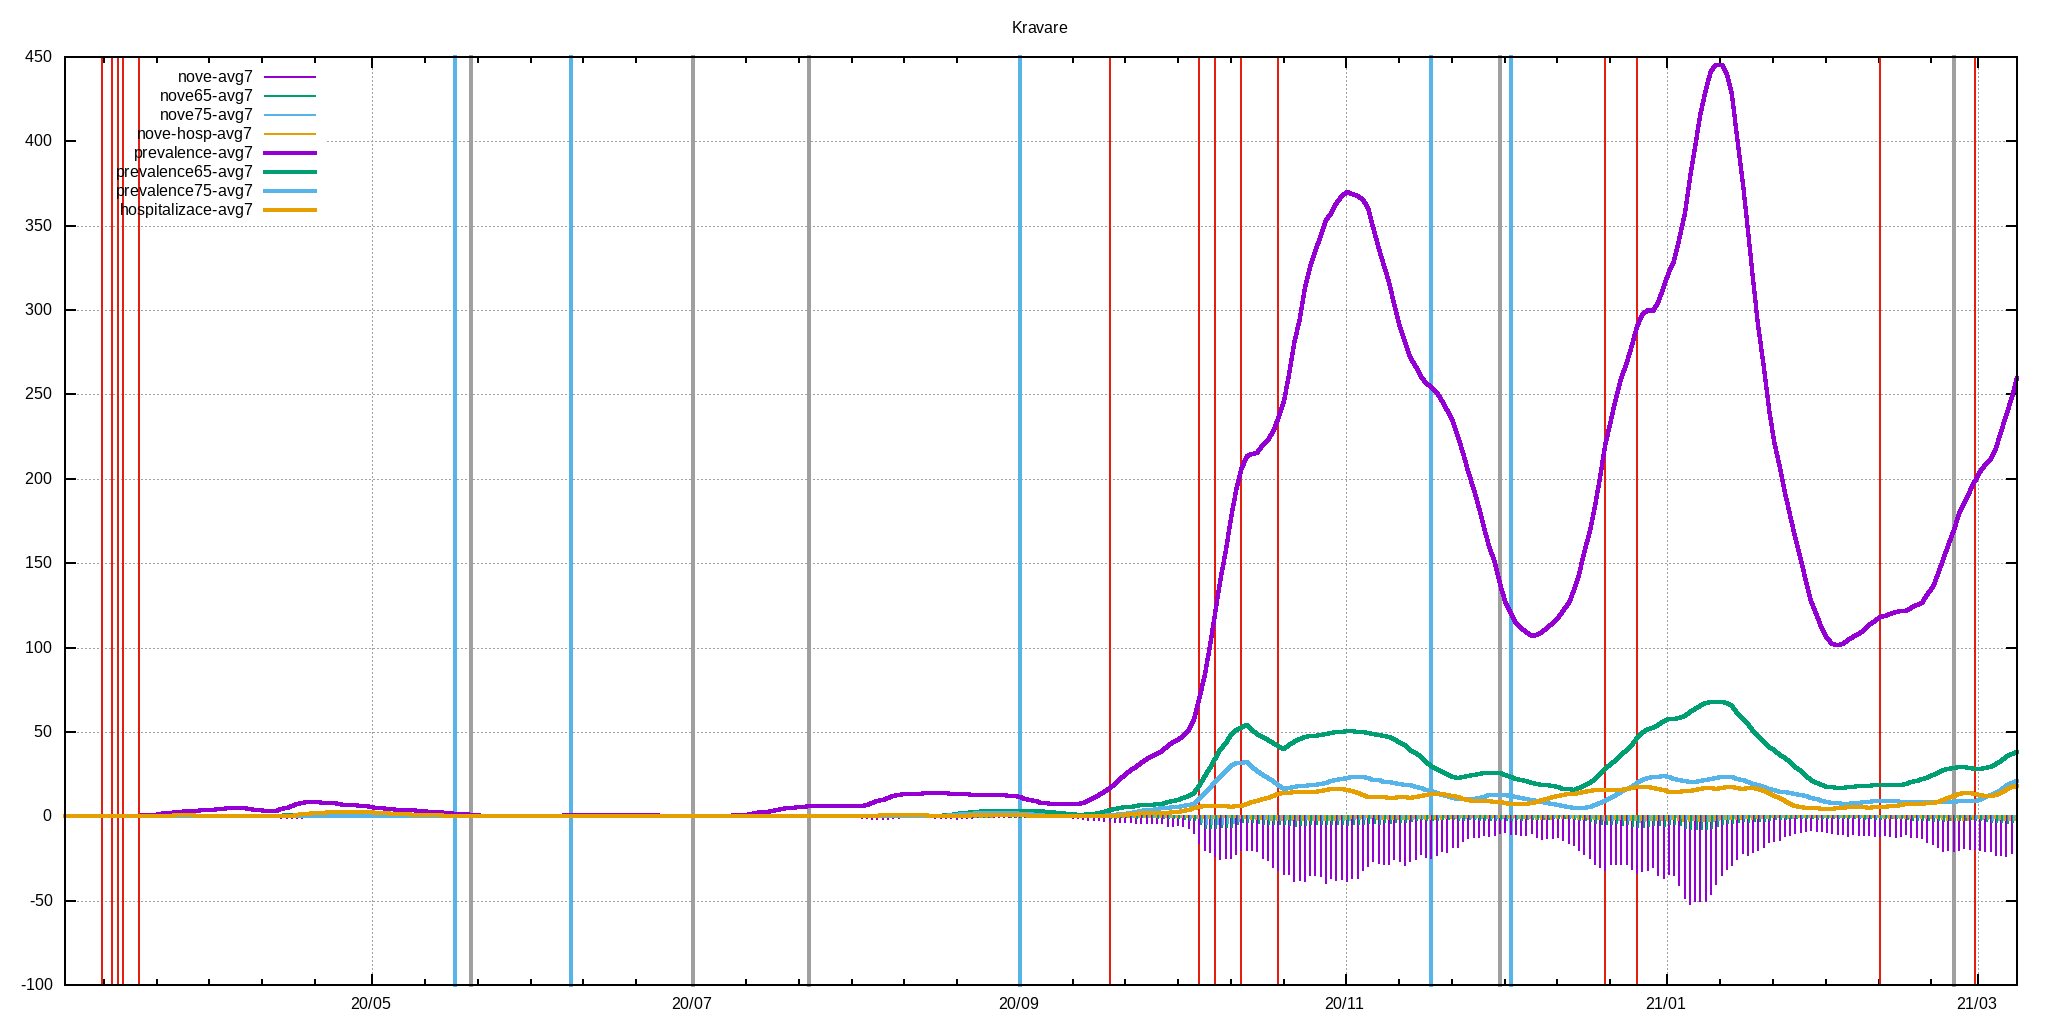 Kravare
450
400
350
300
250
200
150
100
50
0
-50
-100
nove-avg7
nove65-avg7
nove75-avg7
nove-hosp-avg7
prevalence-avg7
prevalence65-avg7
prevalence75-avg7
hospitalizace-avg7
20/05 20/07 20/09 20/11 21/01 21/03